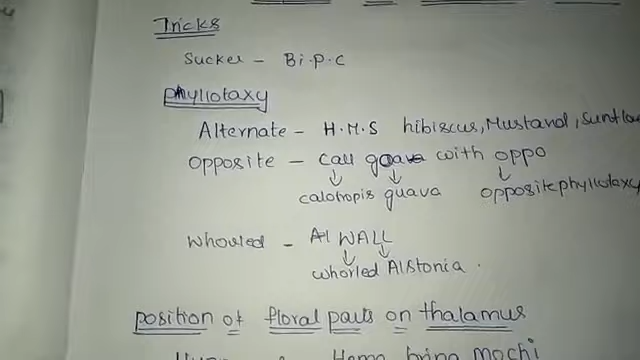 Tricks
Sucker - Bi.p.c
phyllotaxy
Alternate - H.M.S hibiscus, Mustard, Sunflow
Opposite - Call guava with oppo
calotropis guava oppositephyllotaxy
Whorled - Al WALL
whorled Alstonia .
position of floral parts on thalamus
Hemo bring mochi